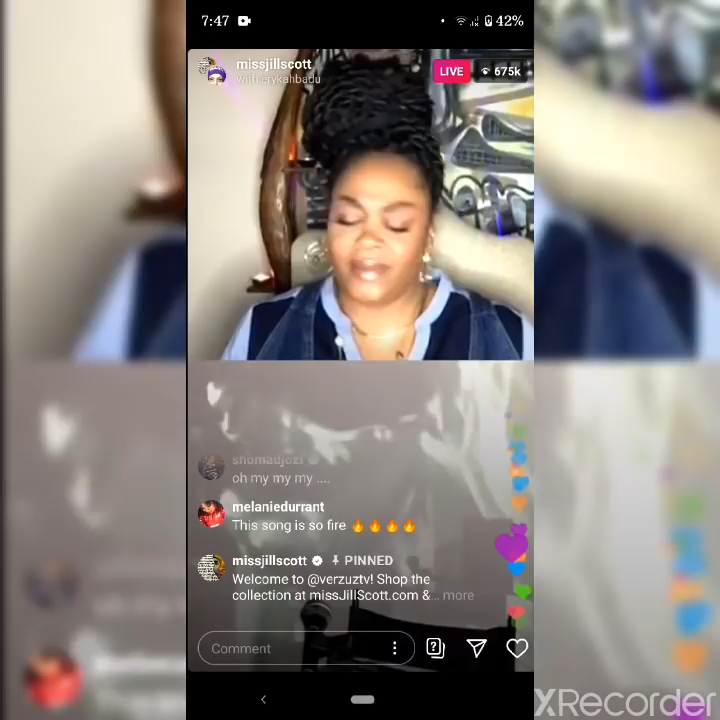 7:47
42%
missjillscott
with erykahbadu
LIVE
675k
shomadjozi
oh my my my ....
melaniedurrant
This song is so fire 🔥🔥🔥🔥
missjillscott PINNED
Welcome to @verzuztv! Shop the
collection at missJillScott.com &... more
Comment
XRecorder